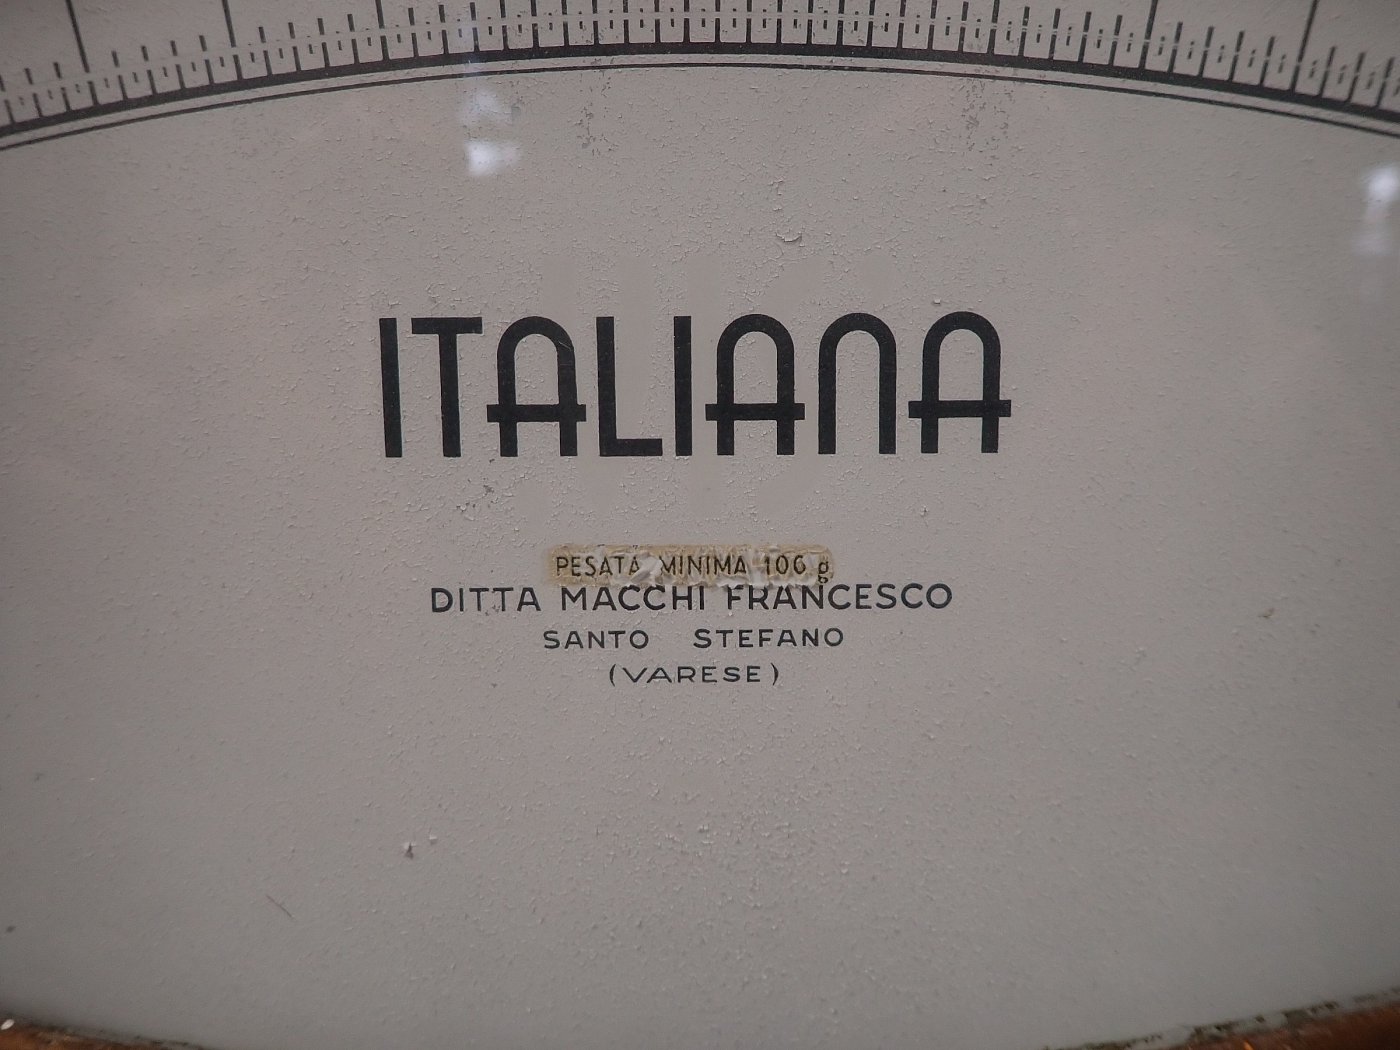 ITALIANA
PESATA MINIMA 100 g
DITTA MACCHI FRANCESCO
SANTO STEFANO
(VARESE)